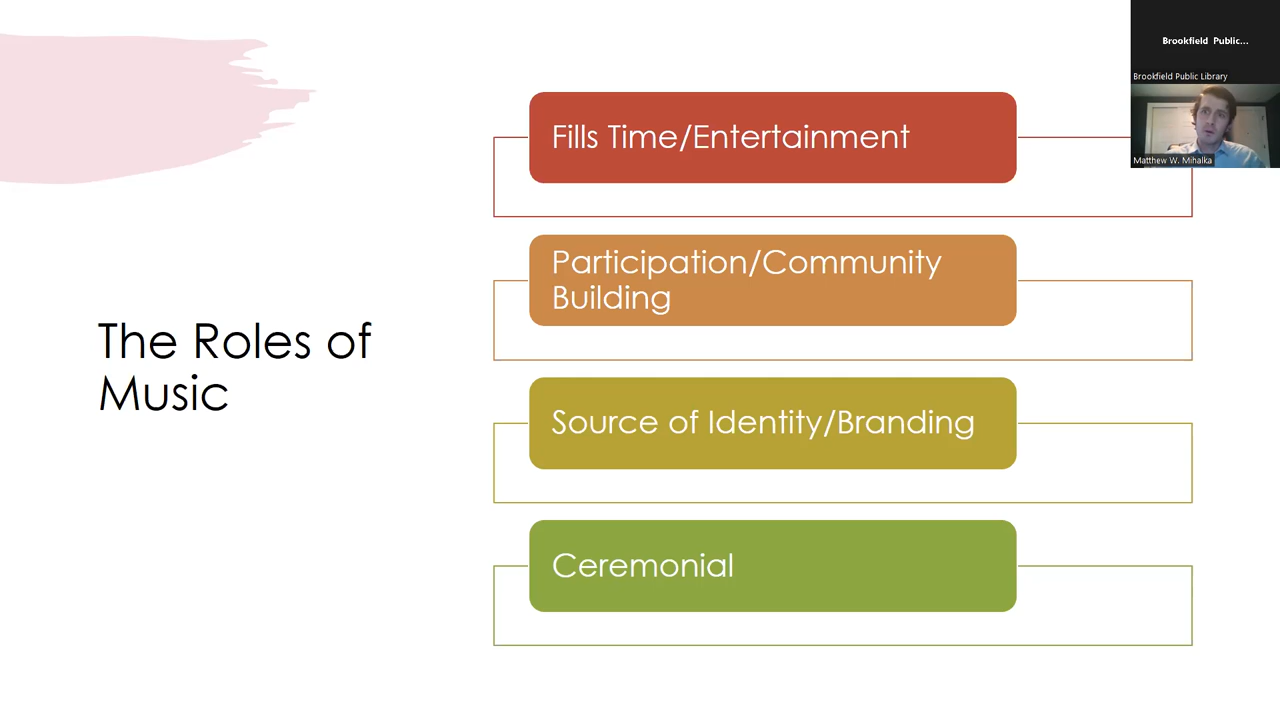 The Roles of
Music
Fills Time/Entertainment
Participation/Community
Building
Source of Identity/Branding
Ceremonial
Brookfield Public...
Brookfield Public Library
Matthew W. Mihalka